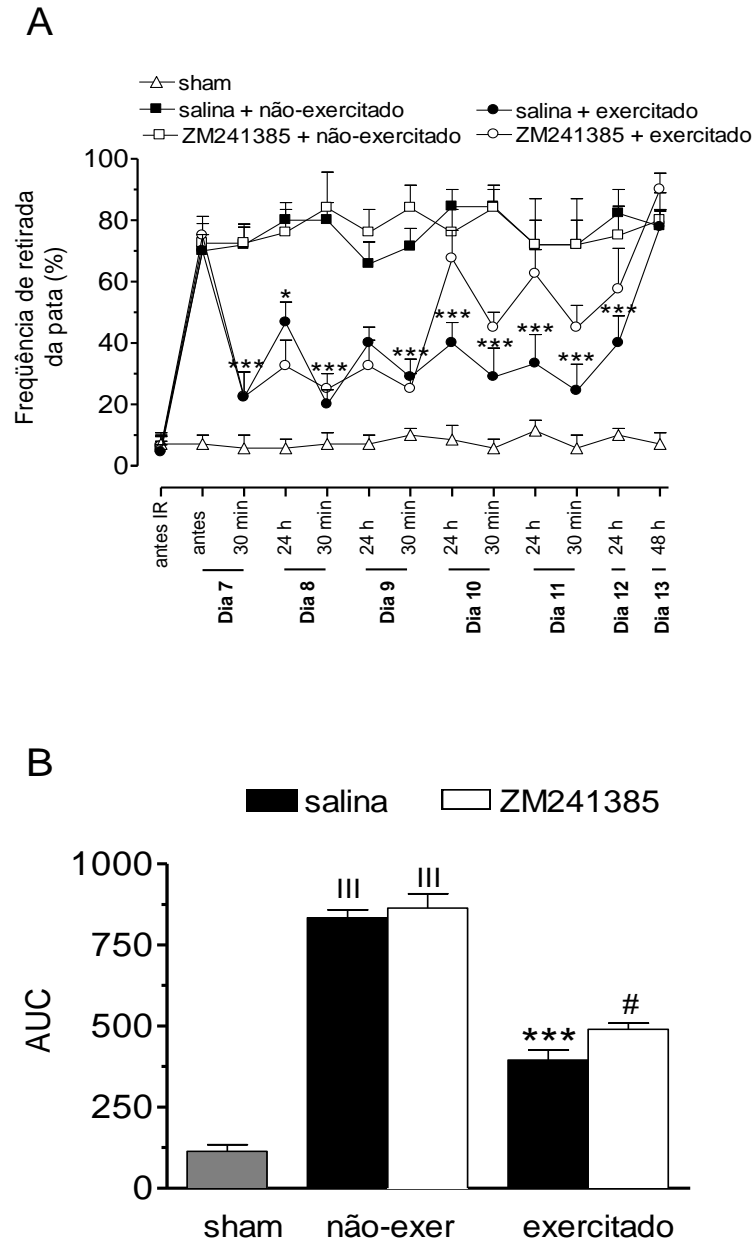 A
sham
salina + não-exercitado
salina + exercitado
ZM241385 + não-exercitado
ZM241385 + exercitado
Freqüência de retirada
da pata (%)
100
80
60
40
20
0
***
*
***
***
***
***
***
***
***
antes IR
antes
30 min
24 h
30 min
24 h
30 min
24 h
30 min
24 h
30 min
24 h
48 h
Dia 7
Dia 8
Dia 9
Dia 10
Dia 11
Dia 12
Dia 13
B
salina
ZM241385
AUC
1000
750
500
250
0
III
III
***
#
sham
não-exer
exercitado